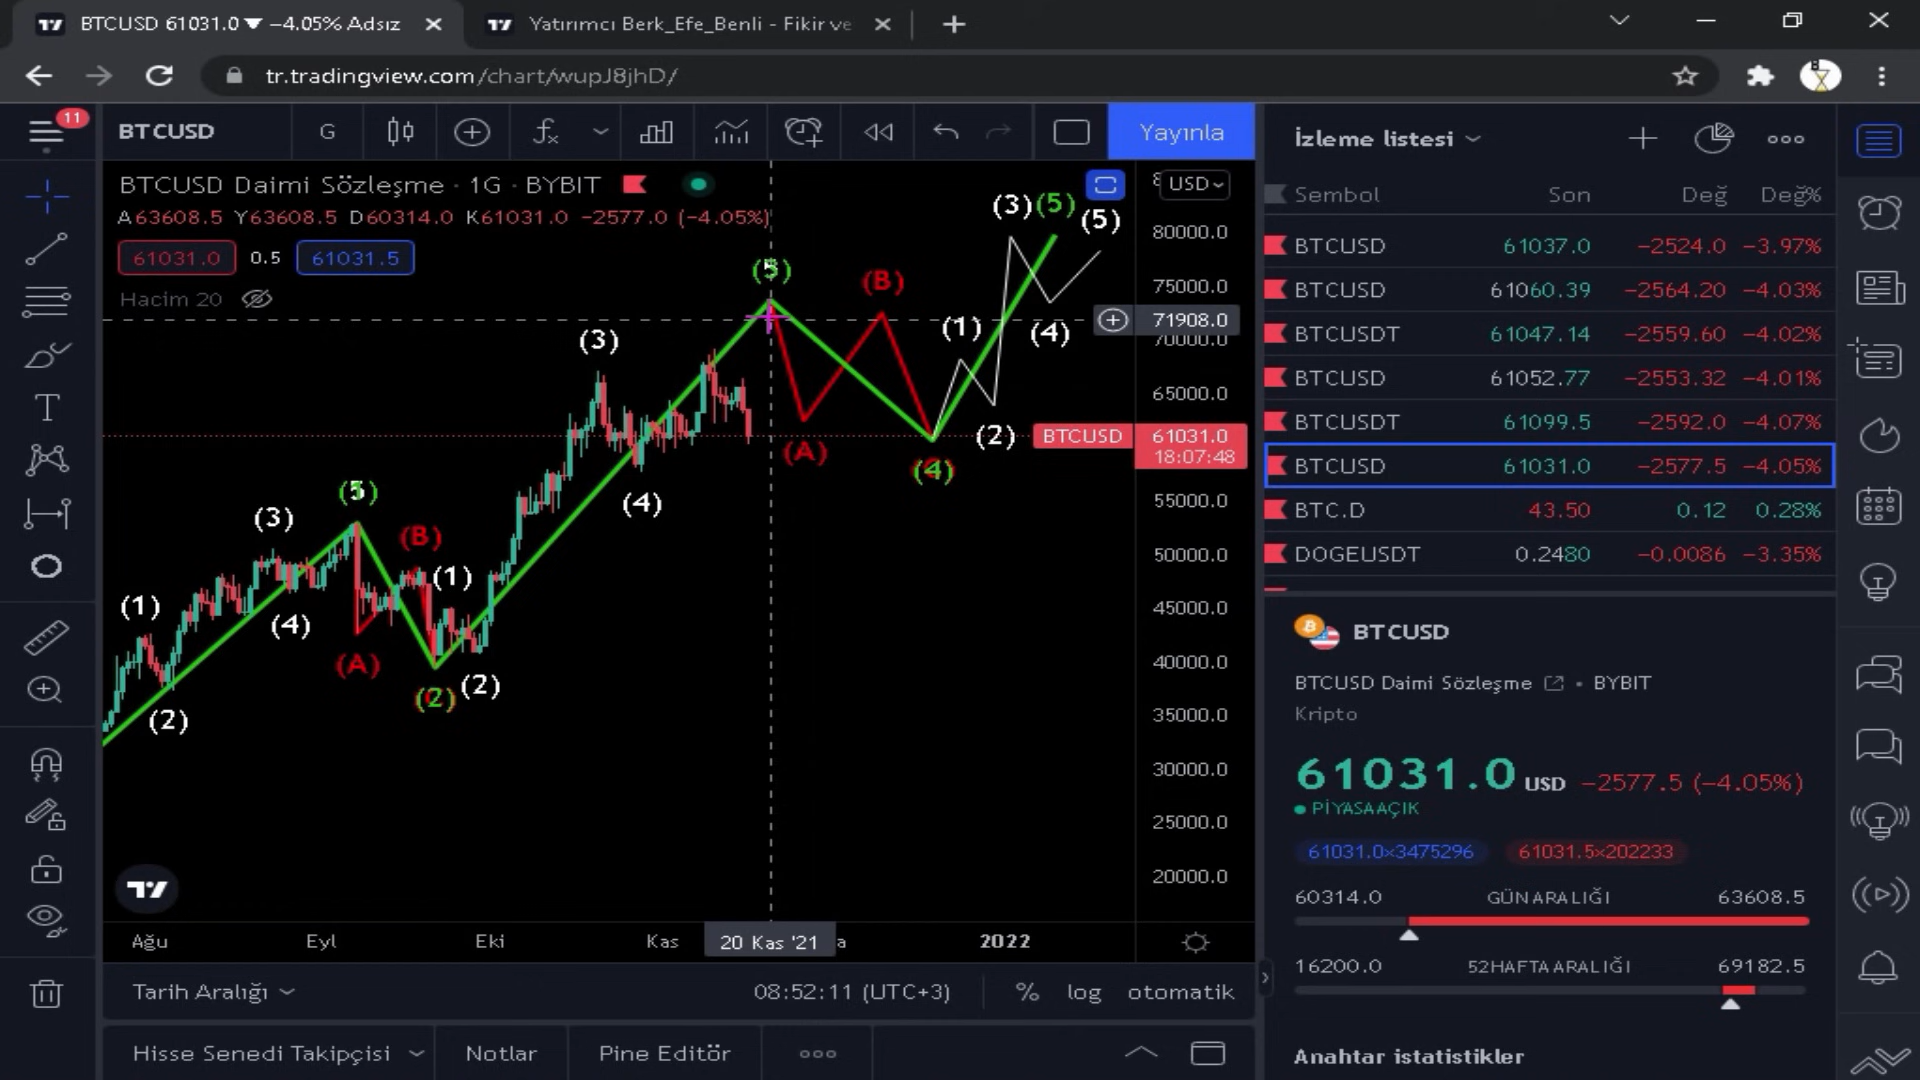 BTCUSD 61031.0 ▼ −4.05% Adsız
Yatırımcı Berk_Efe_Benli - Fikir ve
tr.tradingview.com/chart/wupJ8jhD/
11
BTCUSD
G
Yayınla
BTCUSD Daimi Sözleşme · 1G · BYBIT
A63608.5 Y63608.5 D60314.0 K61031.0 −2577.0 (−4.05%)
61031.0 0.5 61031.5
Hacim 20
USD
80000.0
75000.0
71908.0
70000.0
65000.0
BTCUSD 61031.0
18:07:48
55000.0
50000.0
45000.0
40000.0
35000.0
30000.0
25000.0
20000.0
(3) (5) (5)
(5) (B)
(1) (4)
(3)
(2)
(A) (4)
(4)
(5)
(3)
(B)
(1)
(1)
(4)
(A)
(2) (2)
(2)
Ağu Eyl Eki Kas 20 Kas '21 a 2022
Tarih Aralığı 08:52:11 (UTC+3) % log otomatik
Hisse Senedi Takipçisi Notlar Pine Editör
İzleme listesi
Sembol Son Değ Değ%
BTCUSD 61037.0 −2524.0 −3.97%
BTCUSD 61060.39 −2564.20 −4.03%
BTCUSDT 61047.14 −2559.60 −4.02%
BTCUSD 61052.77 −2553.32 −4.01%
BTCUSDT 61099.5 −2592.0 −4.07%
BTCUSD 61031.0 −2577.5 −4.05%
BTC.D 43.50 0.12 0.28%
DOGEUSDT 0.2480 −0.0086 −3.35%
BTCUSD
BTCUSD Daimi Sözleşme • BYBIT
Kripto
61031.0 USD −2577.5 (−4.05%)
PİYASA AÇIK
61031.0×3475296 61031.5×202233
60314.0 GÜN ARALIĞI 63608.5
16200.0 52HAFTA ARALIĞI 69182.5
Anahtar istatistikler